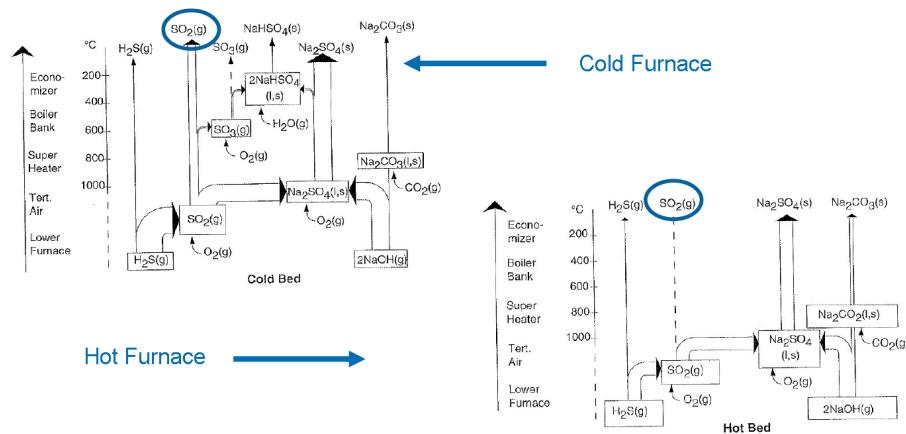 SO2(g)
NaHSO4(s)
Na2CO3(s)
°C
H2S(g)
SO3(g)
Na2SO4(s)
Cold Furnace
Econo-
mizer
200
2NaHSO4
(l,s)
400
Boiler
Bank
600
SO3(g)
H2O(g)
O2(g)
Super
Heater
800
Na2CO3(l,s)
1000
Na2SO4(l,s)
CO2(g)
Tert.
Air
SO2(g)
O2(g)
O2(g)
Lower
Furnace
H2S(g)
2NaOH(g)
Cold Bed
Hot Furnace
°C
H2S(g)
SO2(g)
Na2SO4(s)
Na2CO3(s)
Econo-
mizer
200
400
Boiler
Bank
600
800
Super
Heater
Na2CO2(l,s)
1000
Na2SO4
(l,s)
CO2(g
Tert.
Air
SO2(g)
O2(g)
O2(g)
Lower
Furnace
H2S(g)
2NaOH(g)
Hot Bed